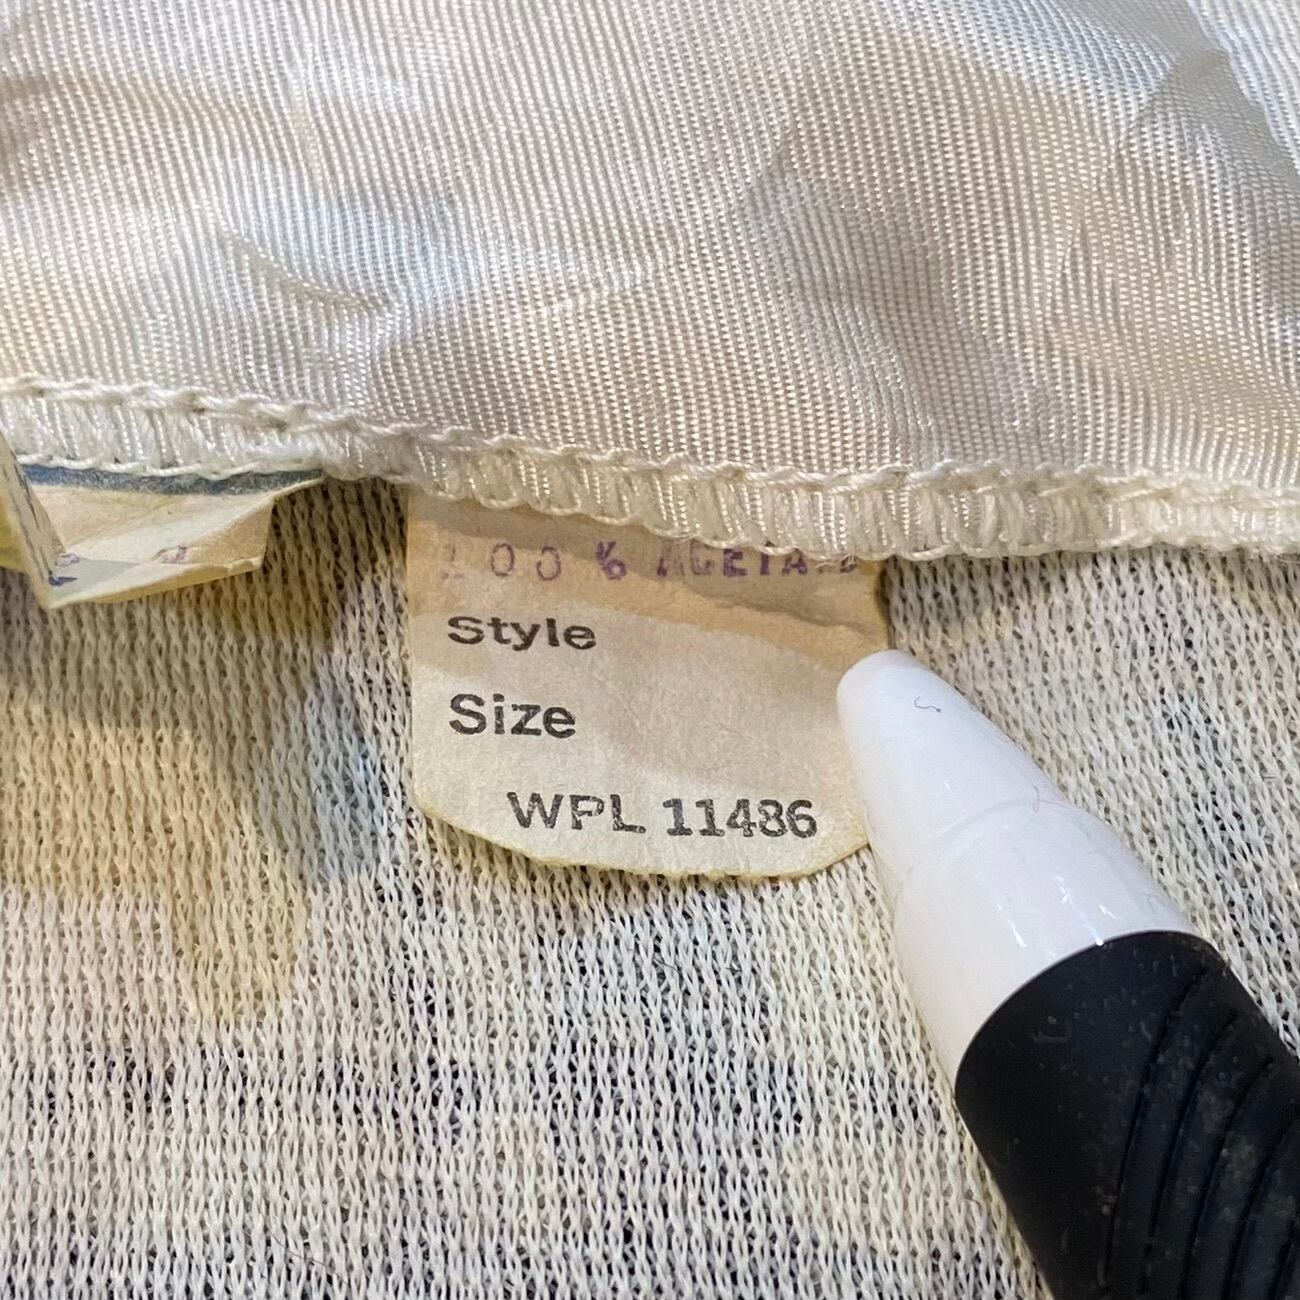 100% ACETATE
Style
Size
WPL 11486